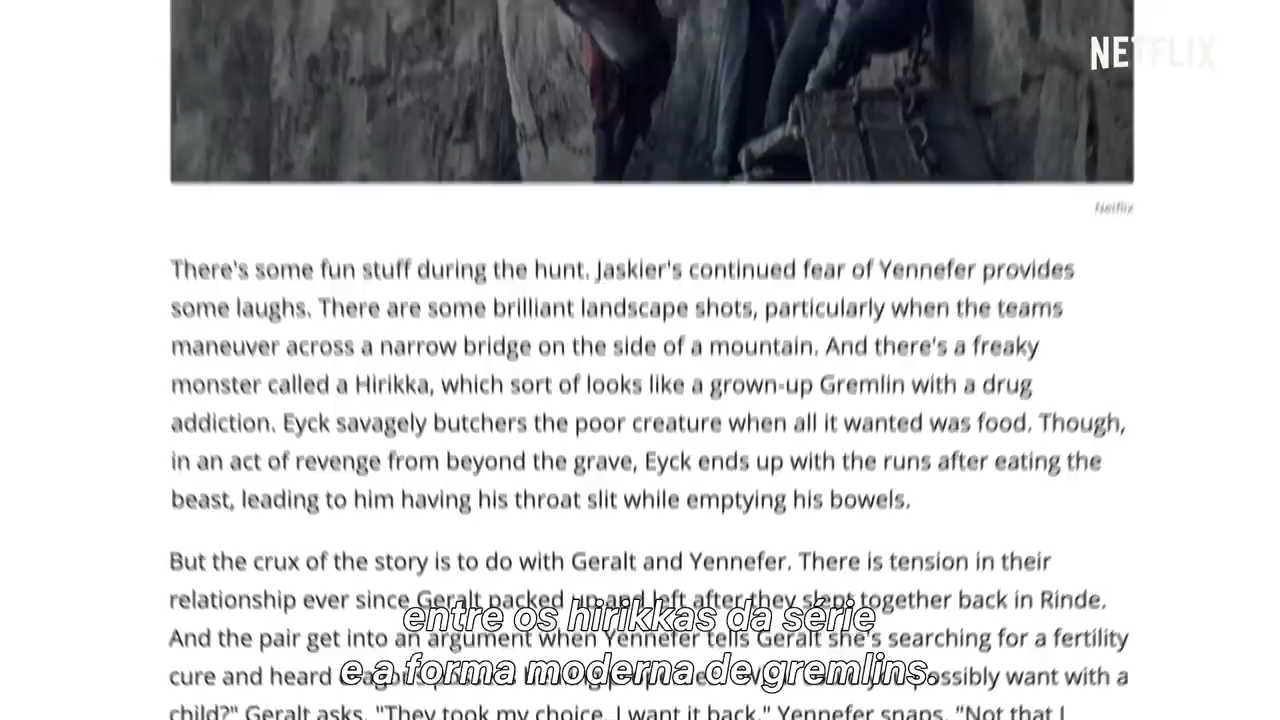 NETFLIX
Netflix
There's some fun stuff during the hunt. Jaskier's continued fear of Yennefer provides
some laughs. There are some brilliant landscape shots, particularly when the teams
maneuver across a narrow bridge on the side of a mountain. And there's a freaky
monster called a Hirikka, which sort of looks like a grown-up Gremlin with a drug
addiction. Eyck savagely butchers the poor creature when all it wanted was food. Though,
in an act of revenge from beyond the grave, Eyck ends up with the runs after eating the
beast, leading to him having his throat slit while emptying his bowels.
But the crux of the story is to do with Geralt and Yennefer. There is tension in their
relationship ever since Geralt packed up and left after they slept together back in Rinde.
entre os hirikkas da série
And the pair get into an argument when Yennefer tells Geralt she's searching for a fertility
cure and heard want with a
e a forma moderna de gremlins.
child?" Geralt asks. "They took my choice. I want it back," Yennefer snaps. "Not that I